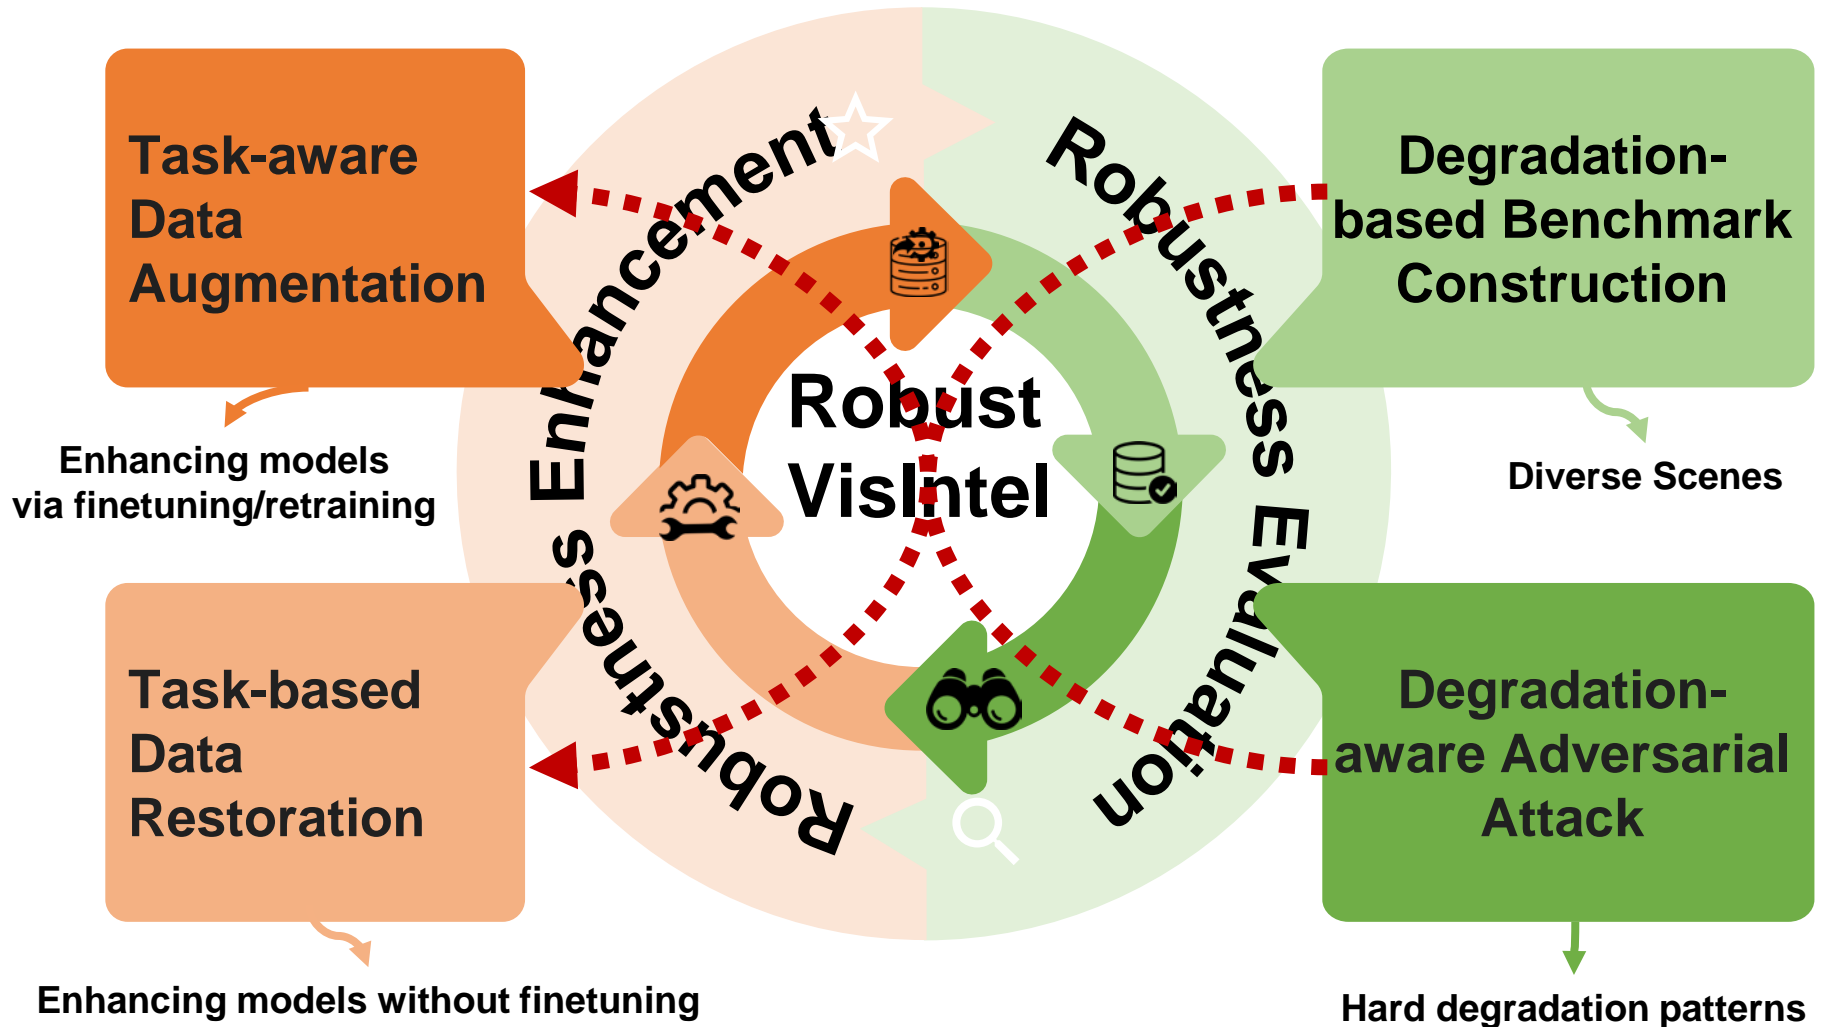 Task-aware
Data
Augmentation
Enhancing models
via finetuning/retraining
Task-based
Data
Restoration
Enhancing models without finetuning
Robustness Enhancement
Robust
VisIntel
Robustness Evaluation
Degradation-
based Benchmark
Construction
Diverse Scenes
Degradation-
aware Adversarial
Attack
Hard degradation patterns